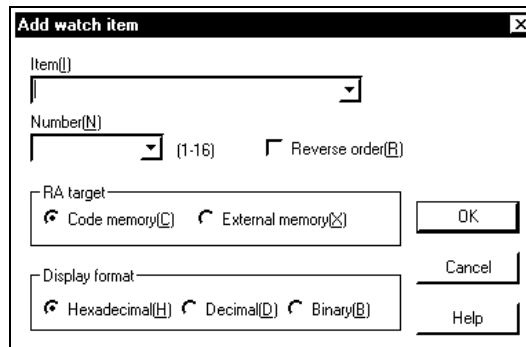 Add watch item
Item(I)
Number(N)
(1-16)
Reverse order(R)
RA target
Code memory(C)
External memory(X)
OK
Display format
Cancel
Hexadecimal(H)
Decimal(D)
Binary(B)
Help